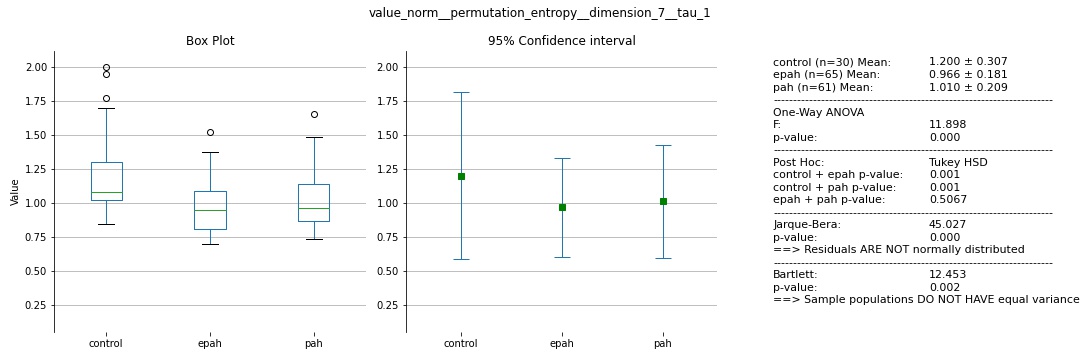 value_norm__permutation_entropy__dimension_7__tau_1
Box Plot
Value
2.00
1.75
1.50
1.25
1.00
0.75
0.50
0.25
control epah pah
95% Confidence interval
2.00
1.75
1.50
1.25
1.00
0.75
0.50
0.25
control epah pah
control (n=30) Mean: 1.200 ± 0.307
epah (n=65) Mean: 0.966 ± 0.181
pah (n=61) Mean: 1.010 ± 0.209
One-Way ANOVA
F: 11.898
p-value: 0.000
Post Hoc: Tukey HSD
control + epah p-value: 0.001
control + pah p-value: 0.001
epah + pah p-value: 0.5067
Jarque-Bera: 45.027
p-value: 0.000
==> Residuals ARE NOT normally distributed
Bartlett: 12.453
p-value: 0.002
==> Sample populations DO NOT HAVE equal variance